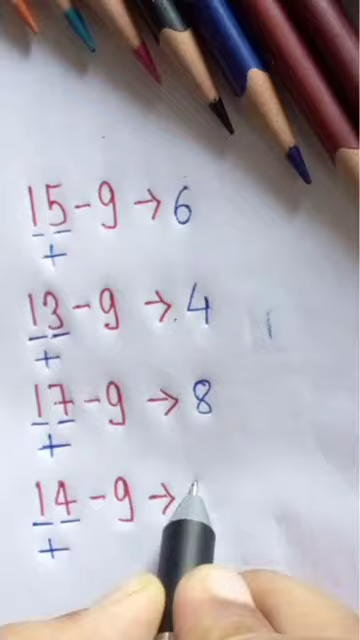 15-9 → 6
+
13-9 → 4
+
17-9 → 8
+
14-9 →
+